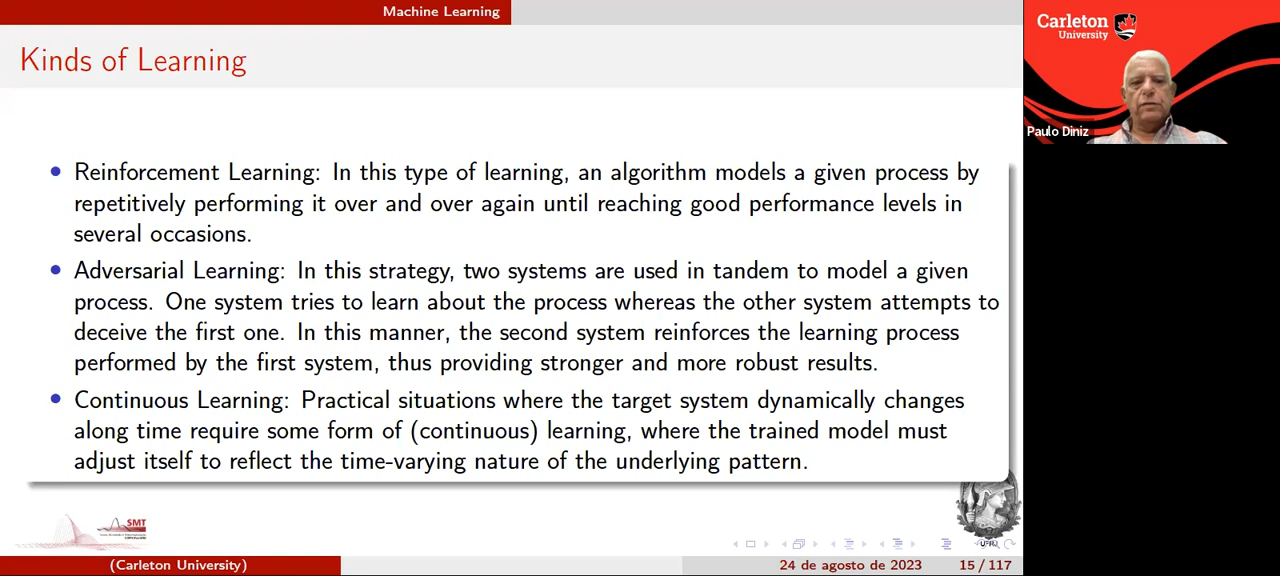 Machine Learning
Kinds of Learning
Reinforcement Learning: In this type of learning, an algorithm models a given process by
repetitively performing it over and over again until reaching good performance levels in
several occasions.
Adversarial Learning: In this strategy, two systems are used in tandem to model a given
process. One system tries to learn about the process whereas the other system attempts to
deceive the first one. In this manner, the second system reinforces the learning process
performed by the first system, thus providing stronger and more robust results.
Continuous Learning: Practical situations where the target system dynamically changes
along time require some form of (continuous) learning, where the trained model must
adjust itself to reflect the time-varying nature of the underlying pattern.
SMT
UFRJ
(Carleton University)
24 de agosto de 2023
15 / 117
Carleton
University
Paulo Diniz